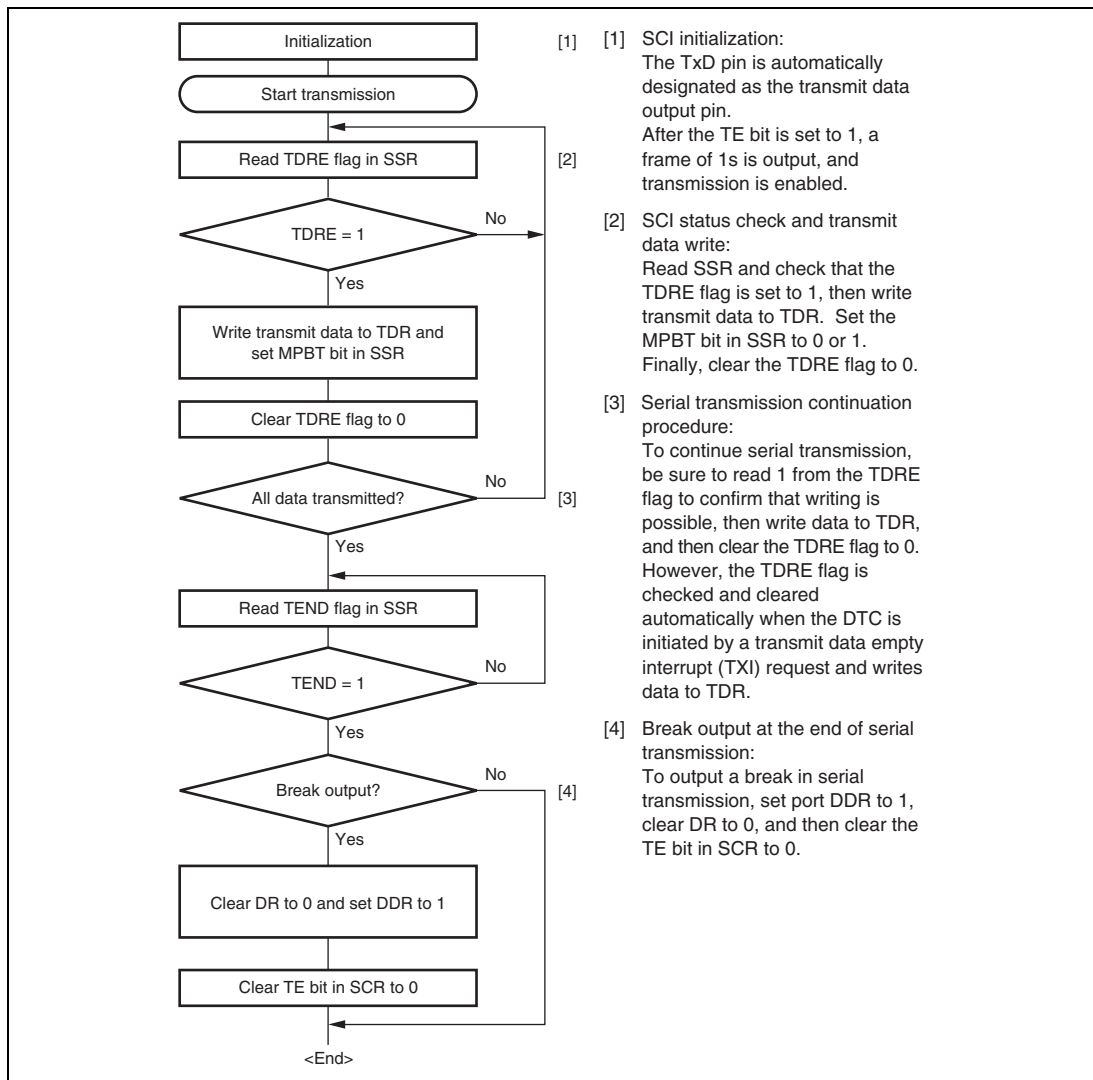 Initialization
[1]
Start transmission
Read TDRE flag in SSR
[2]
No
TDRE = 1
Yes
Write transmit data to TDR and
set MPBT bit in SSR
Clear TDRE flag to 0
No
All data transmitted?
[3]
Yes
Read TEND flag in SSR
No
TEND = 1
Yes
No
Break output?
[4]
Yes
Clear DR to 0 and set DDR to 1
Clear TE bit in SCR to 0
<End>
[1] SCI initialization:
The TxD pin is automatically
designated as the transmit data
output pin.
After the TE bit is set to 1, a
frame of 1s is output, and
transmission is enabled.
[2] SCI status check and transmit
data write:
Read SSR and check that the
TDRE flag is set to 1, then write
transmit data to TDR. Set the
MPBT bit in SSR to 0 or 1.
Finally, clear the TDRE flag to 0.
[3] Serial transmission continuation
procedure:
To continue serial transmission,
be sure to read 1 from the TDRE
flag to confirm that writing is
possible, then write data to TDR,
and then clear the TDRE flag to 0.
However, the TDRE flag is
checked and cleared
automatically when the DTC is
initiated by a transmit data empty
interrupt (TXI) request and writes
data to TDR.
[4] Break output at the end of serial
transmission:
To output a break in serial
transmission, set port DDR to 1,
clear DR to 0, and then clear the
TE bit in SCR to 0.